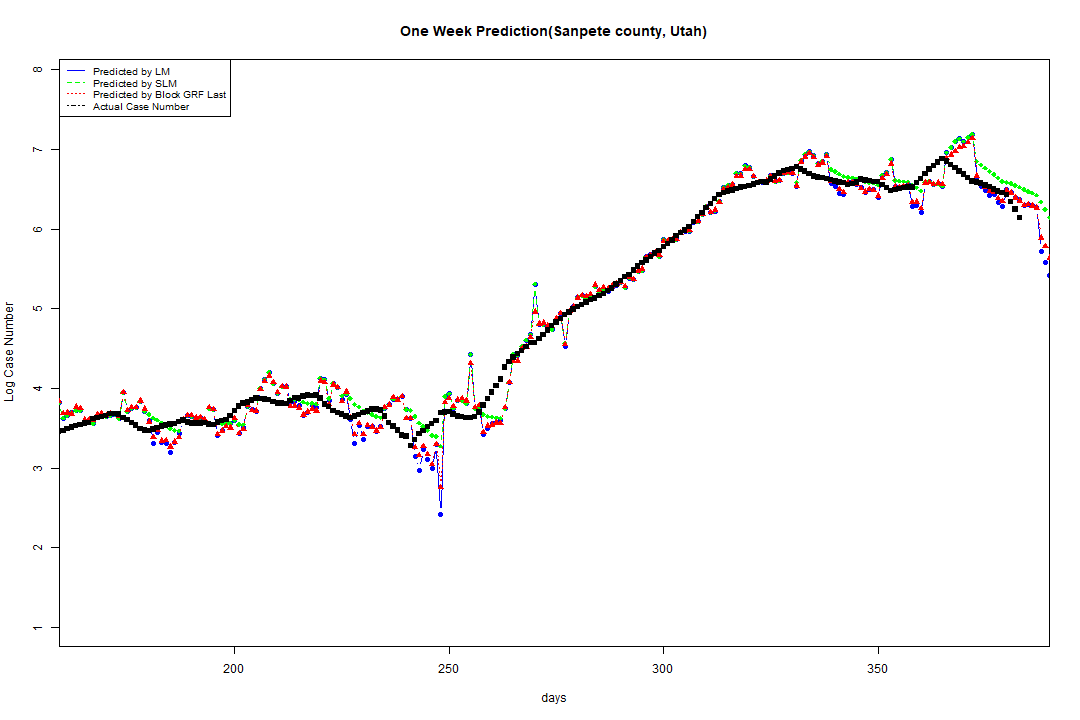 One Week Prediction(Sanpete county, Utah)
Predicted by LM
Predicted by SLM
Predicted by Block GRF Last
Actual Case Number
8
7
6
5
4
3
2
1
Log Case Number
200
250
300
350
days